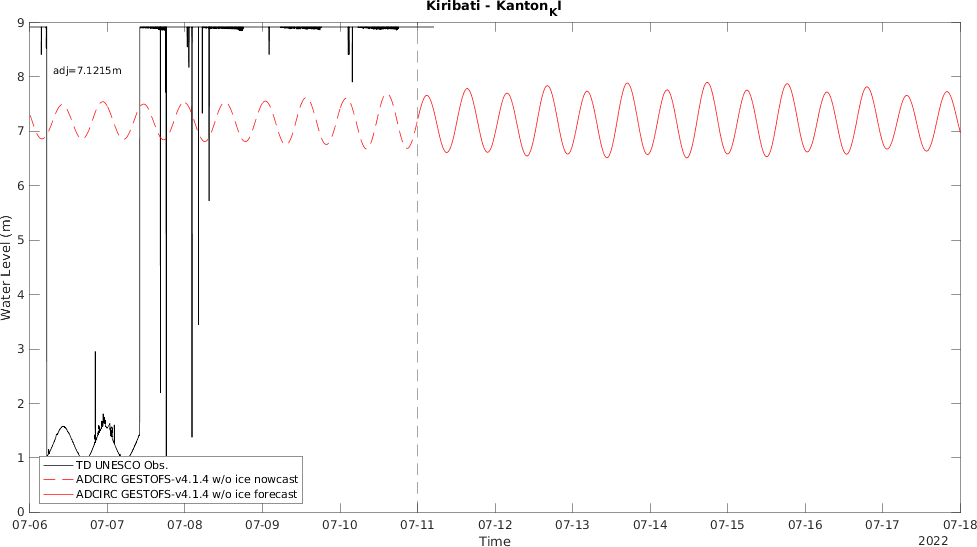 Kiribati - KantonKI
9
8
adj=7.1215m
7
6
5
4
3
2
1
0
Water Level (m)
TD UNESCO Obs.
ADCIRC GESTOFS-v4.1.4 w/o ice nowcast
ADCIRC GESTOFS-v4.1.4 w/o ice forecast
07-06 07-07 07-08 07-09 07-10 07-11 07-12 07-13 07-14 07-15 07-16 07-17 07-18
Time
2022